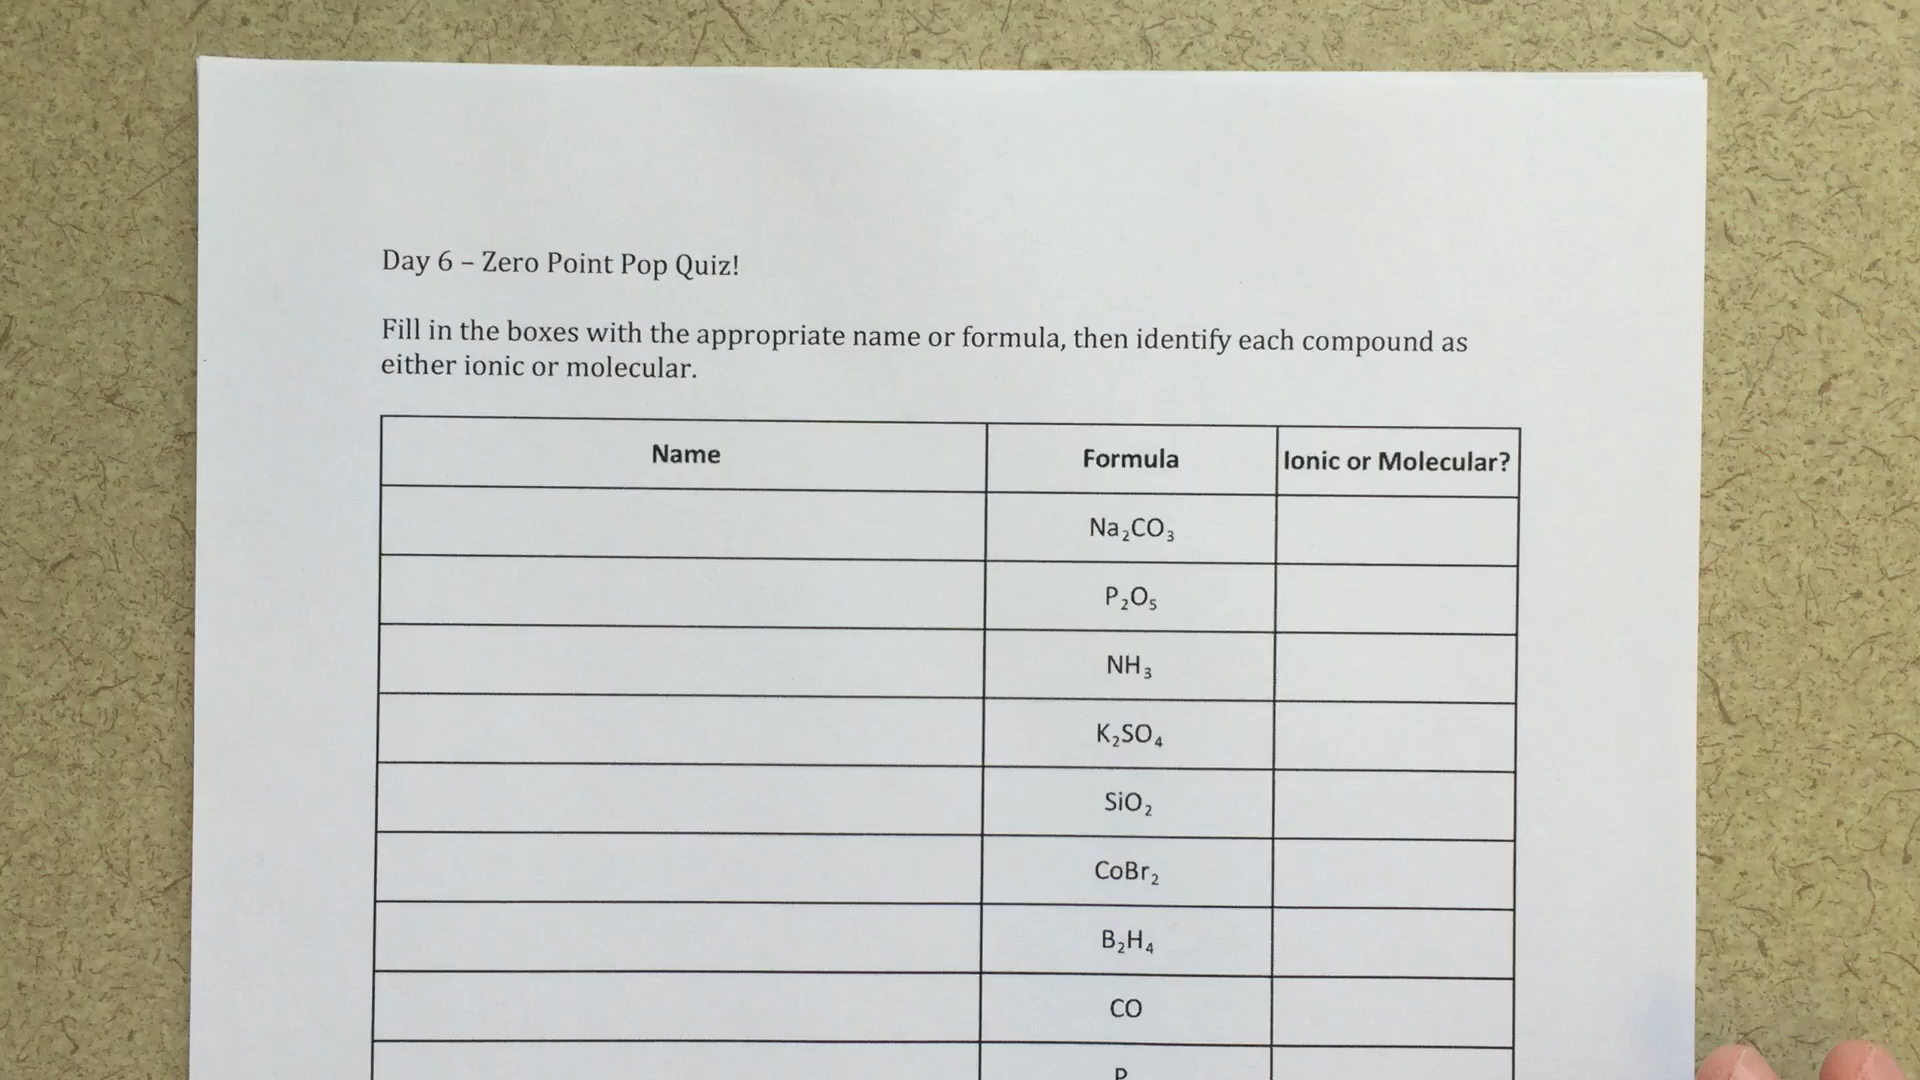 Day 6 – Zero Point Pop Quiz!
Fill in the boxes with the appropriate name or formula, then identify each compound as
either ionic or molecular.
Name Formula Ionic or Molecular?
Na₂CO₃
P₂O₅
NH₃
K₂SO₄
SiO₂
CoBr₂
B₂H₄
CO
P